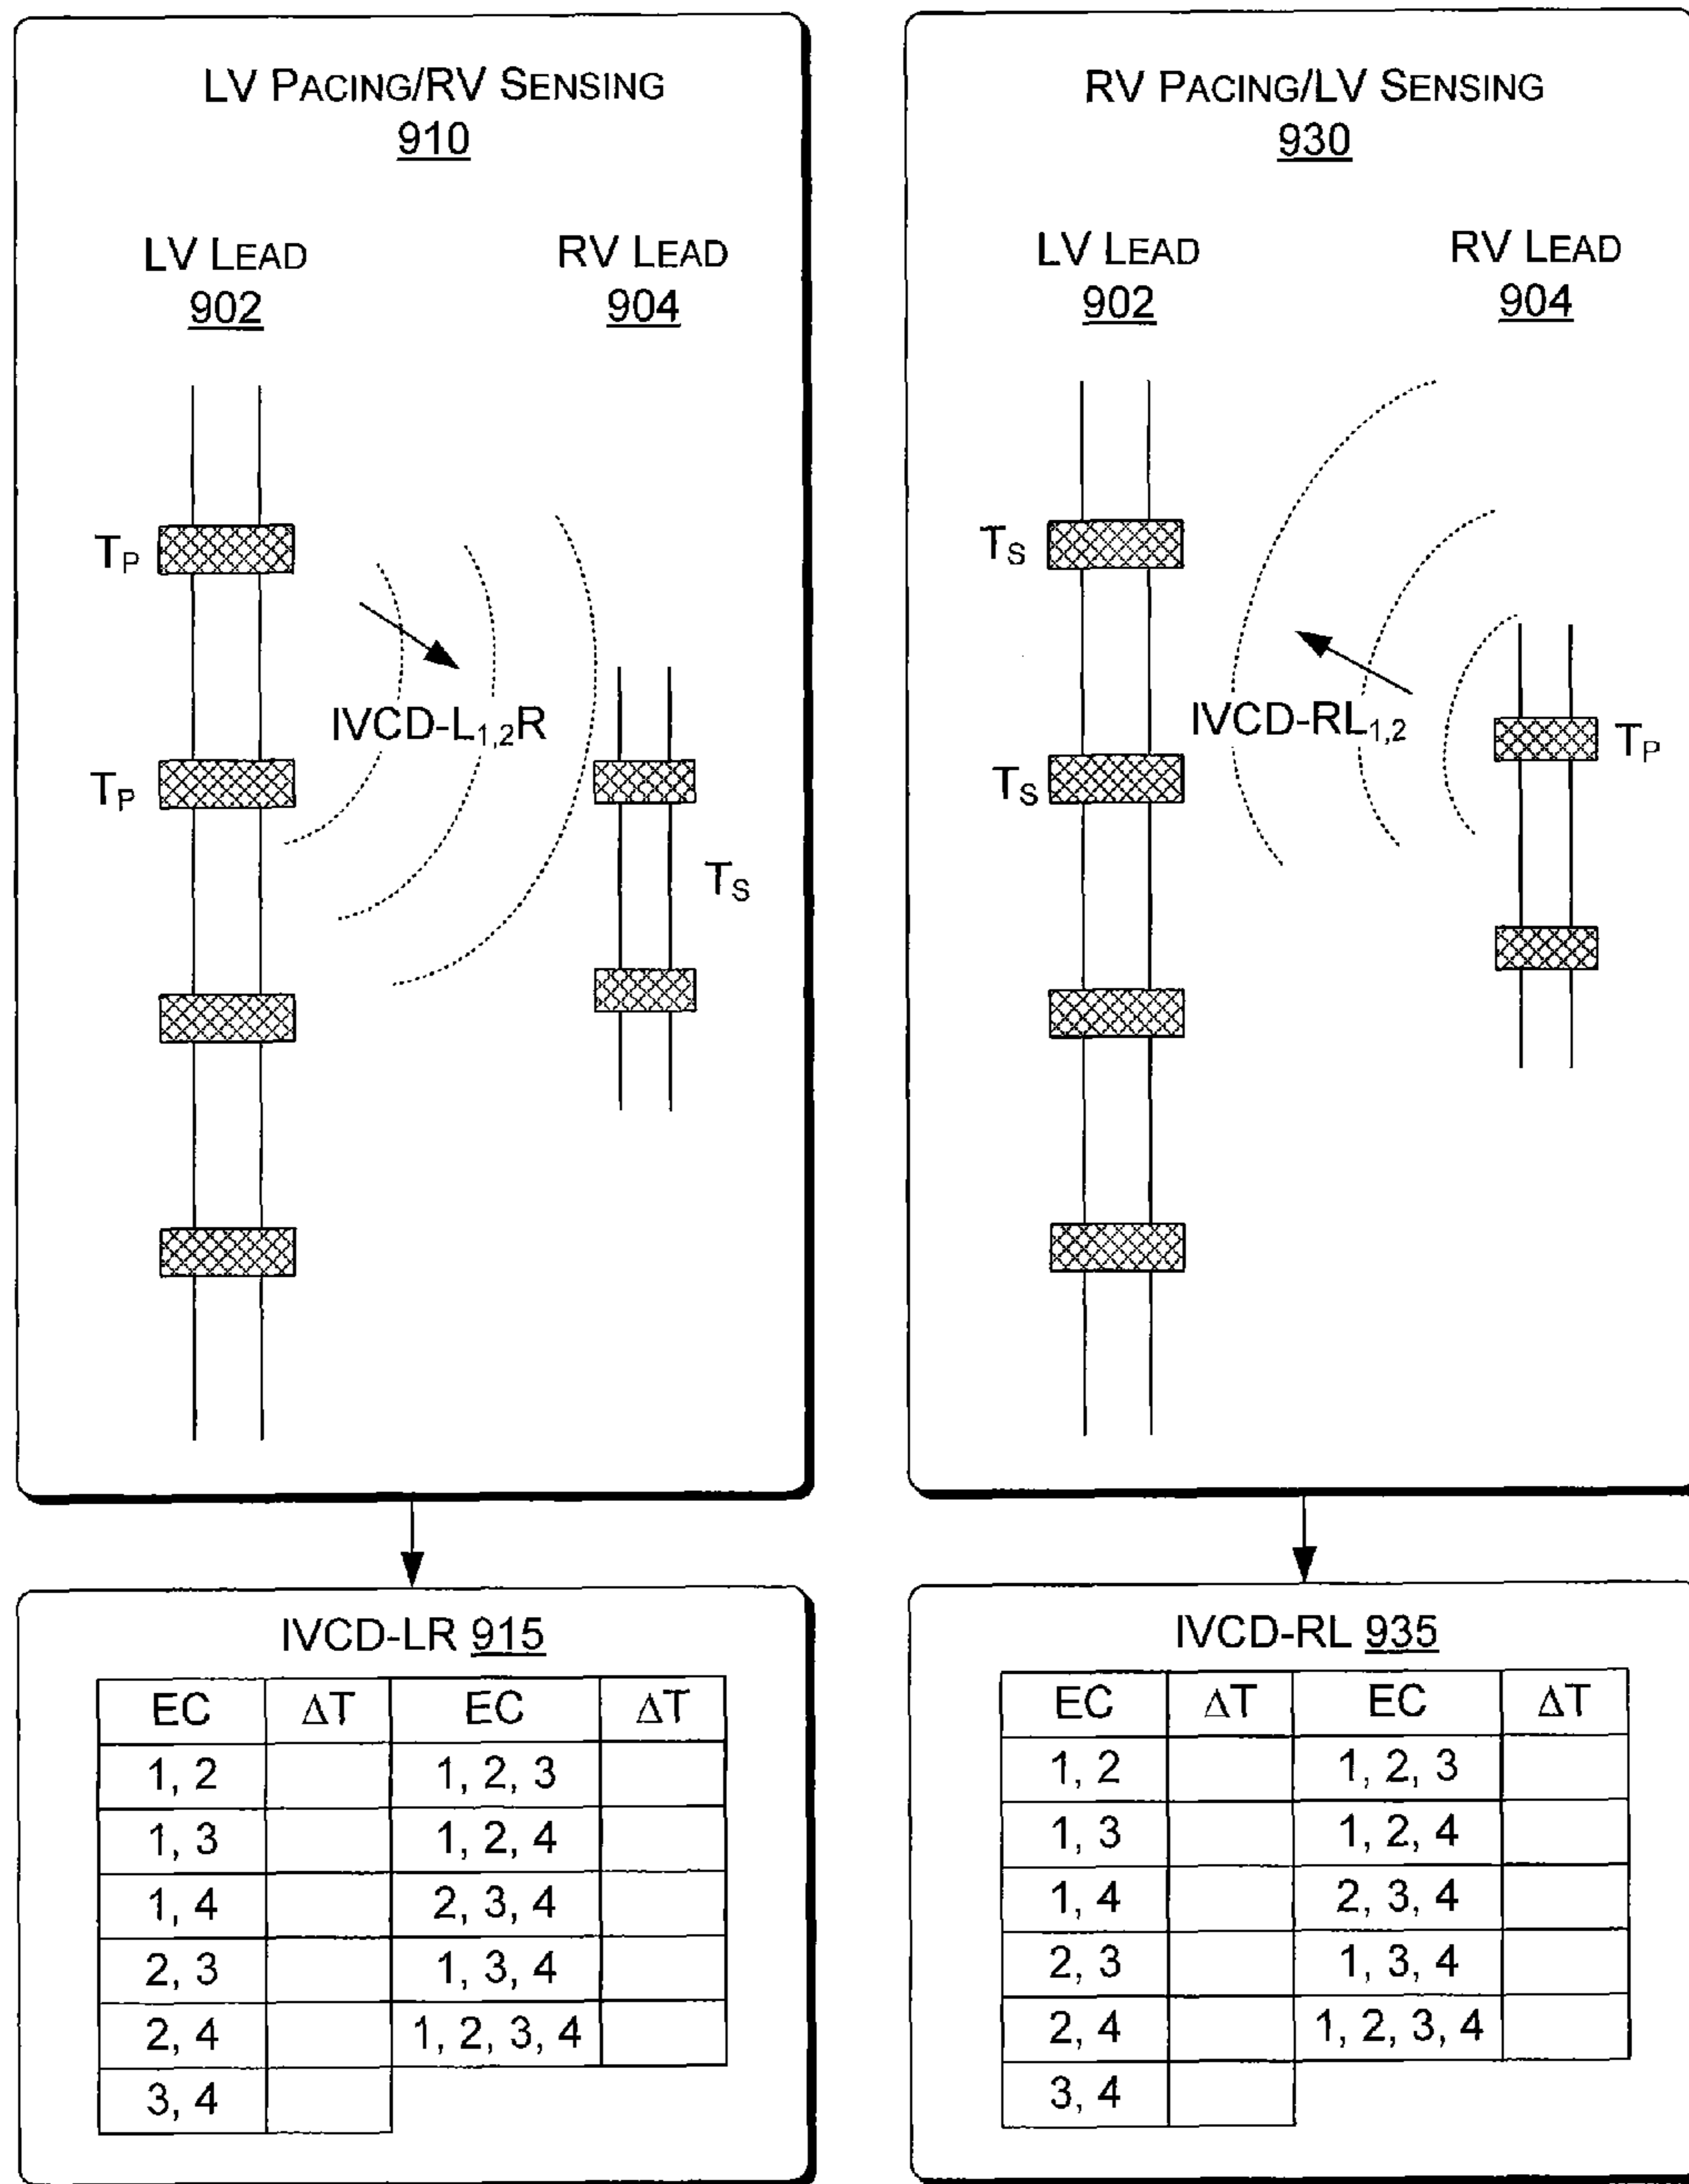 LV PACING/RV SENSING
910
LV LEAD
902
RV LEAD
904
TP
IVCD-L1,2R
TP
TS
RV PACING/LV SENSING
930
LV LEAD
902
RV LEAD
904
TS
IVCD-RL1,2
TP
TS
IVCD-LR 915
EC ΔT EC ΔT
1, 2 1, 2, 3
1, 3 1, 2, 4
1, 4 2, 3, 4
2, 3 1, 3, 4
2, 4 1, 2, 3, 4
3, 4
IVCD-RL 935
EC ΔT EC ΔT
1, 2 1, 2, 3
1, 3 1, 2, 4
1, 4 2, 3, 4
2, 3 1, 3, 4
2, 4 1, 2, 3, 4
3, 4